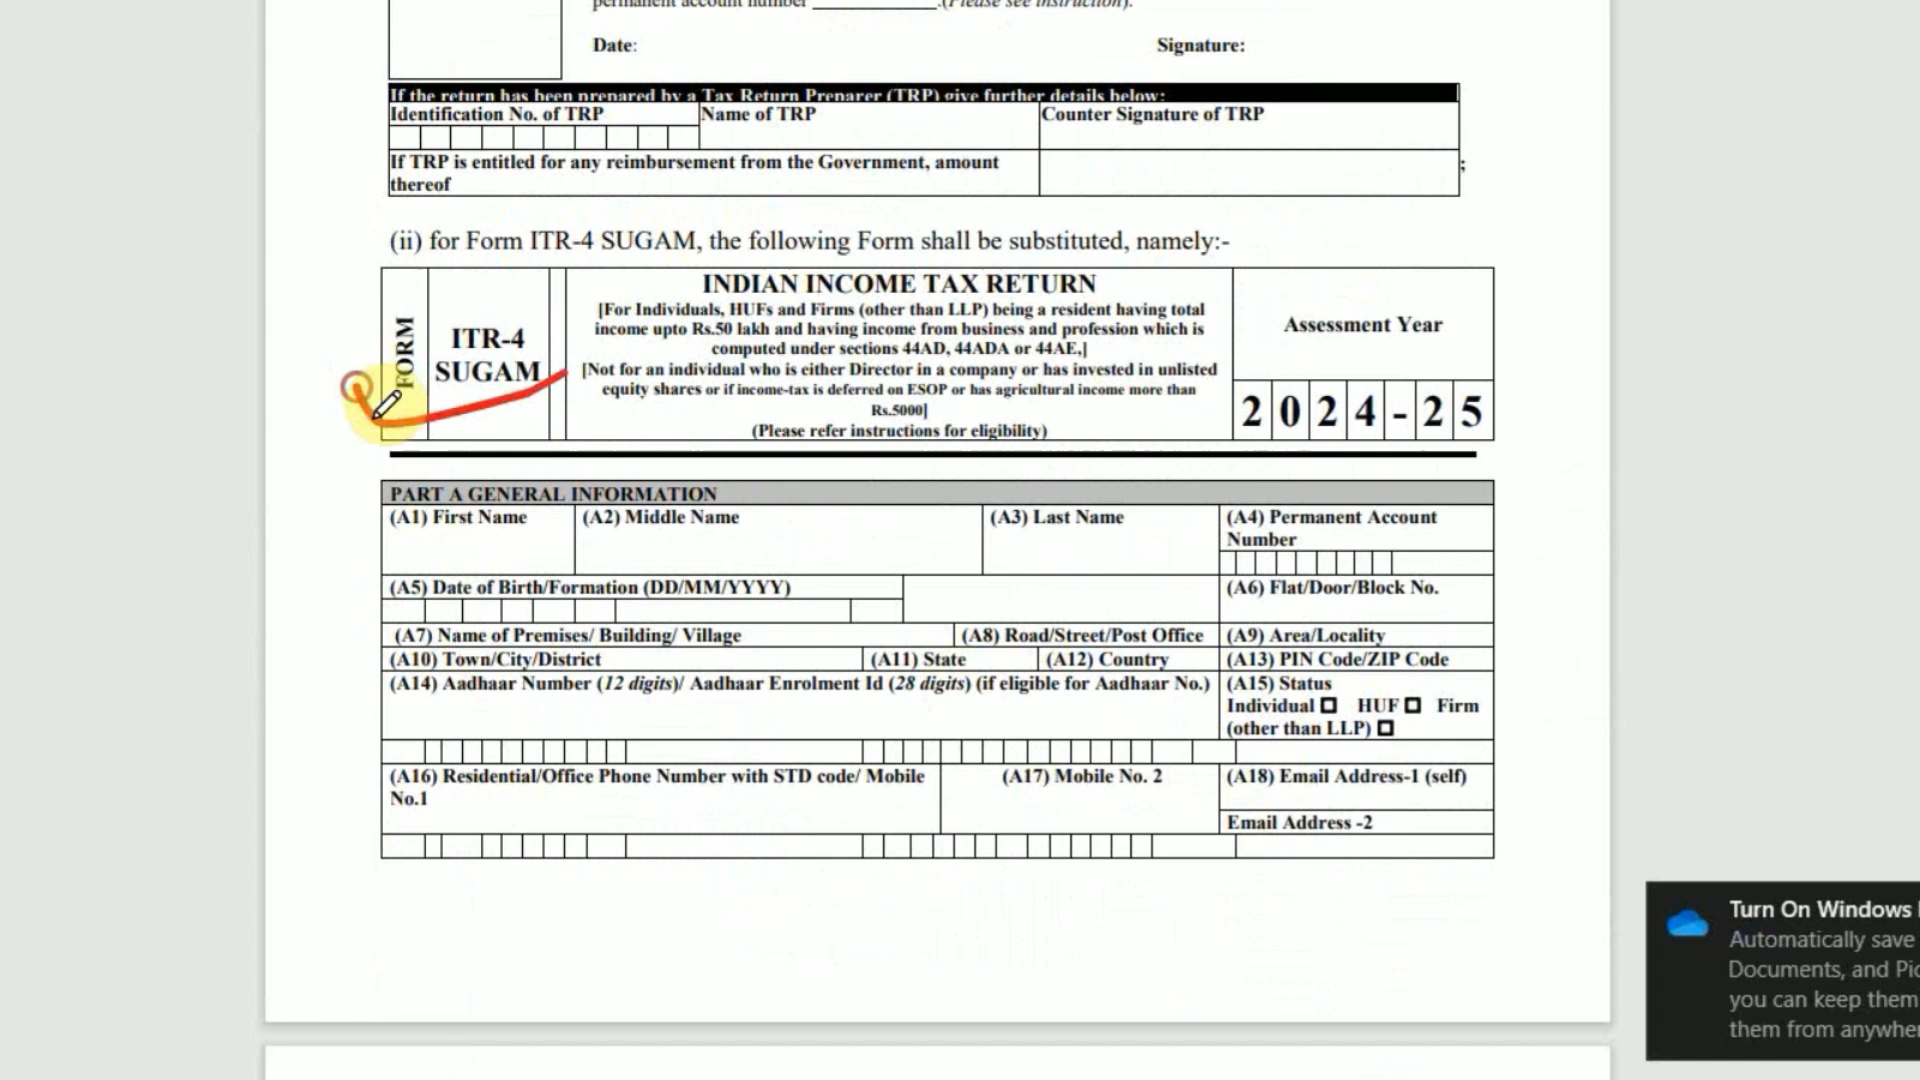 permanent account number ______________.(Please see instruction).
Date:
Signature:
If the return has been prepared by a Tax Return Preparer (TRP) give further details below:
Identification No. of TRP
Name of TRP
Counter Signature of TRP
If TRP is entitled for any reimbursement from the Government, amount
thereof
;
(ii) for Form ITR-4 SUGAM, the following Form shall be substituted, namely:-
FORM
ITR-4
SUGAM
INDIAN INCOME TAX RETURN
[For Individuals, HUFs and Firms (other than LLP) being a resident having total
income upto Rs.50 lakh and having income from business and profession which is
computed under sections 44AD, 44ADA or 44AE,]
[Not for an individual who is either Director in a company or has invested in unlisted
equity shares or if income-tax is deferred on ESOP or has agricultural income more than
Rs.5000]
(Please refer instructions for eligibility)
Assessment Year
2024-25
PART A GENERAL INFORMATION
(A1) First Name
(A2) Middle Name
(A3) Last Name
(A4) Permanent Account
Number
(A5) Date of Birth/Formation (DD/MM/YYYY)
(A6) Flat/Door/Block No.
(A7) Name of Premises/ Building/ Village
(A8) Road/Street/Post Office
(A9) Area/Locality
(A10) Town/City/District
(A11) State
(A12) Country
(A13) PIN Code/ZIP Code
(A14) Aadhaar Number (12 digits)/ Aadhaar Enrolment Id (28 digits) (if eligible for Aadhaar No.)
(A15) Status
Individual HUF Firm
(other than LLP)
(A16) Residential/Office Phone Number with STD code/ Mobile
No.1
(A17) Mobile No. 2
(A18) Email Address-1 (self)
Email Address -2
Turn On Windows
Automatically save
Documents, and
you can keep them
them from